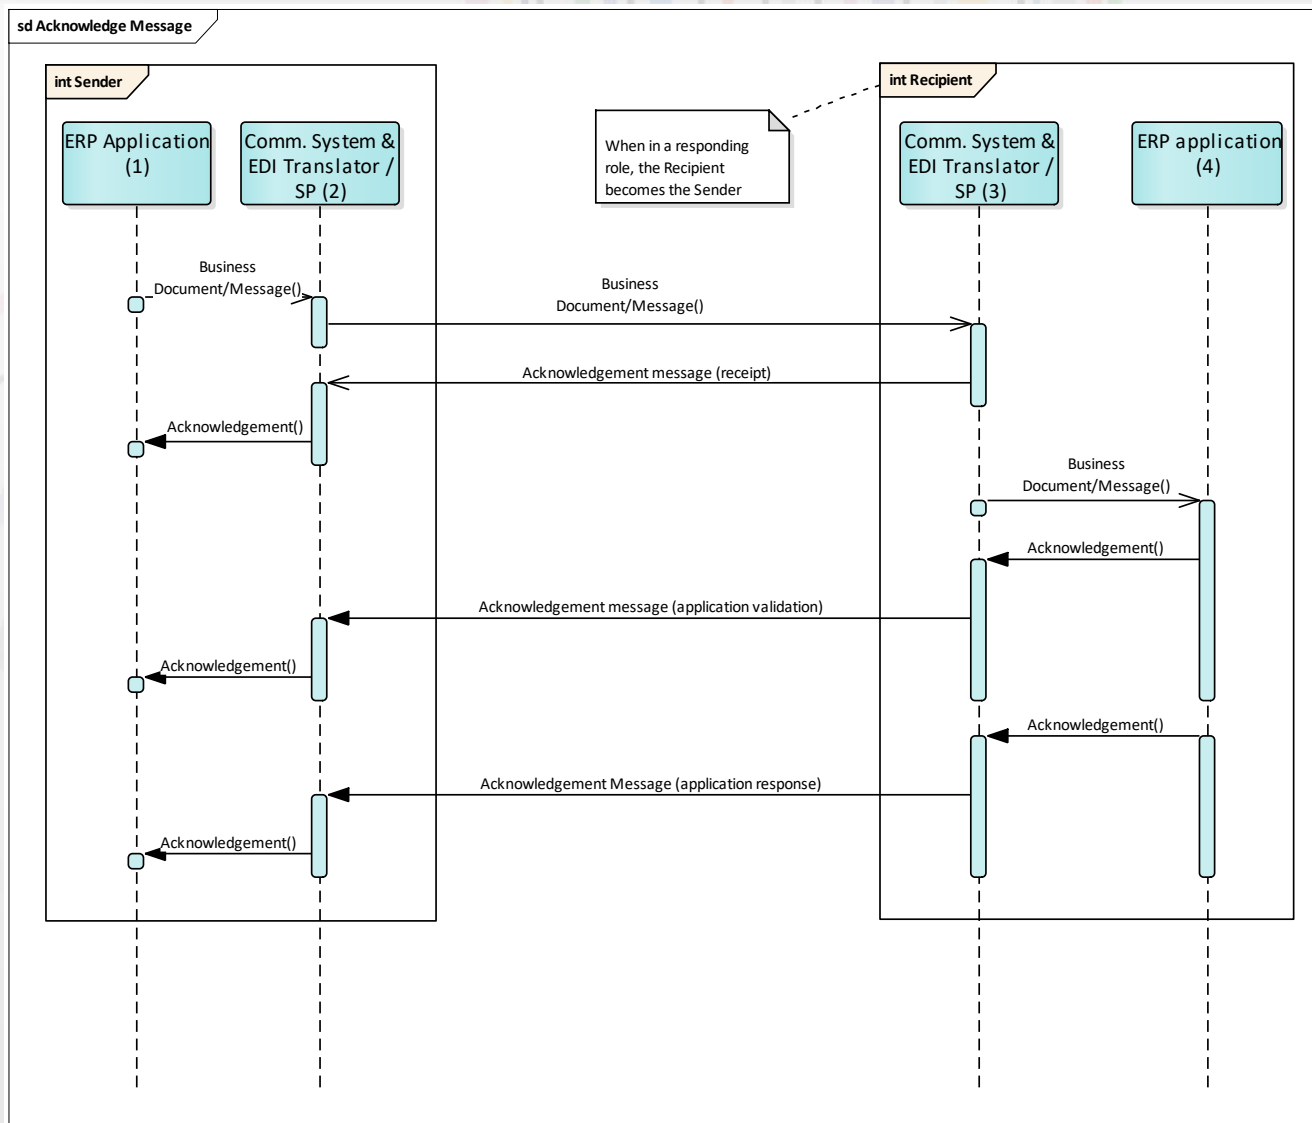 sd Acknowledge Message
int Sender
int Recipient
ERP Application
(1)
Comm. System &
EDI Translator /
SP (2)
When in a responding
role, the Recipient
becomes the Sender
Comm. System &
EDI Translator /
SP (3)
ERP application
(4)
Business
Document/Message()
Business
Document/Message()
Acknowledgement message (receipt)
Acknowledgement()
Business
Document/Message()
Acknowledgement()
Acknowledgement message (application validation)
Acknowledgement()
Acknowledgement()
Acknowledgement Message (application response)
Acknowledgement()